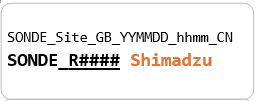 SONDE_Site_GB_YYMMDD_hhmm_CN
SONDE_R#### Shimadzu